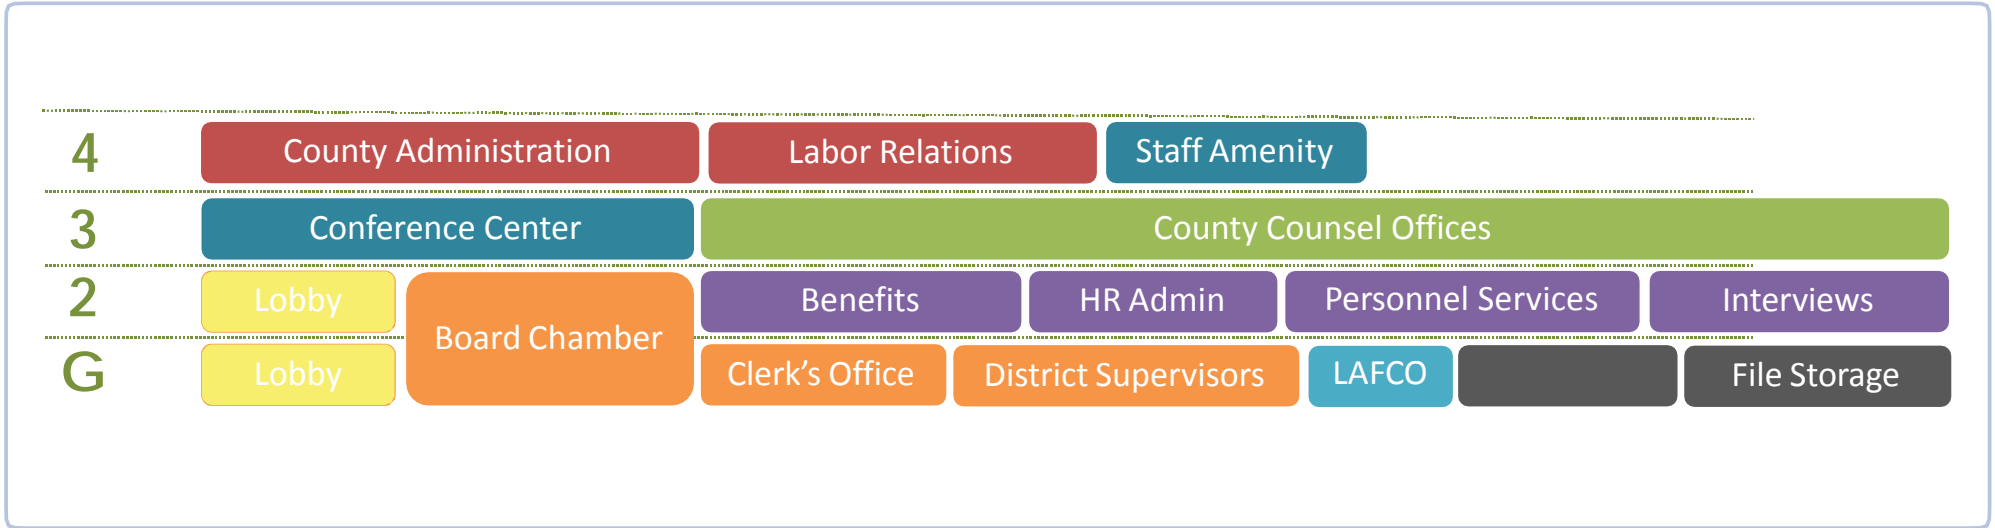 4
County Administration
Labor Relations
Staff Amenity
3
Conference Center
County Counsel Offices
2
Lobby
Board Chamber
Benefits
HR Admin
Personnel Services
Interviews
G
Lobby
Clerk’s Office
District Supervisors
LAFCO
File Storage